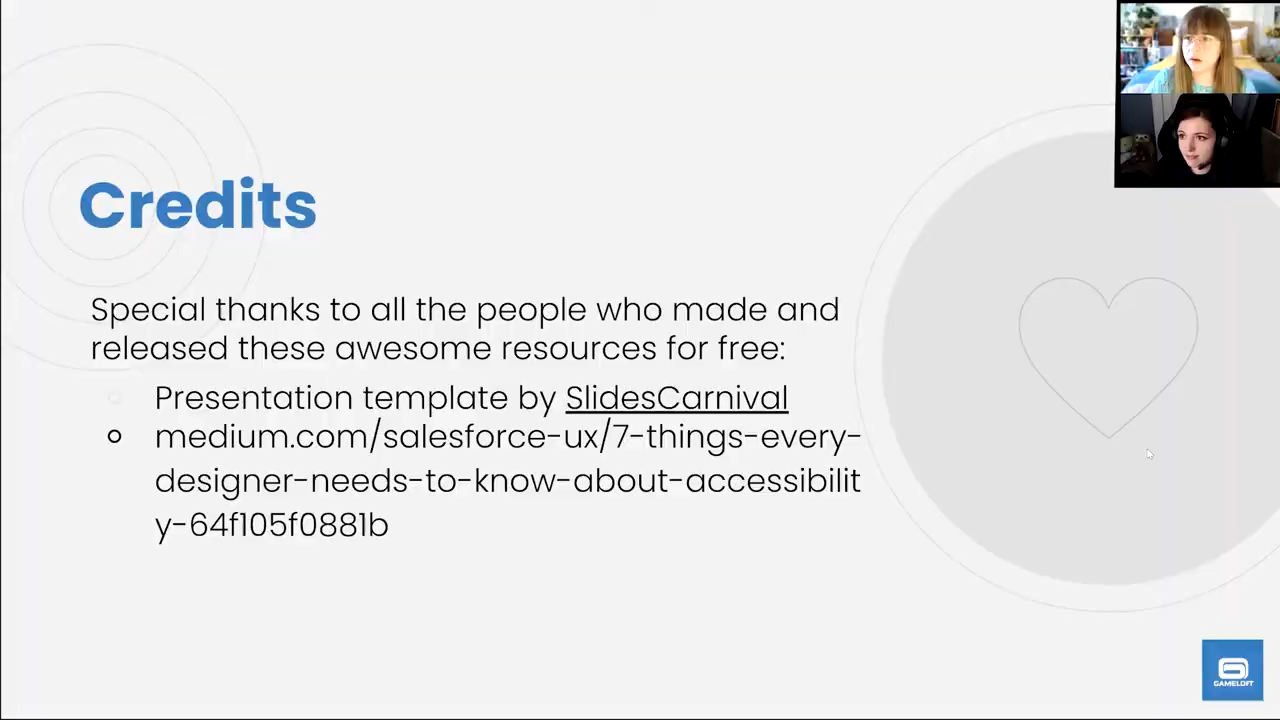 Credits
Special thanks to all the people who made and
released these awesome resources for free:
Presentation template by SlidesCarnival
medium.com/salesforce-ux/7-things-every-
designer-needs-to-know-about-accessibilit
y-64f105f0881b
GAMELOFT